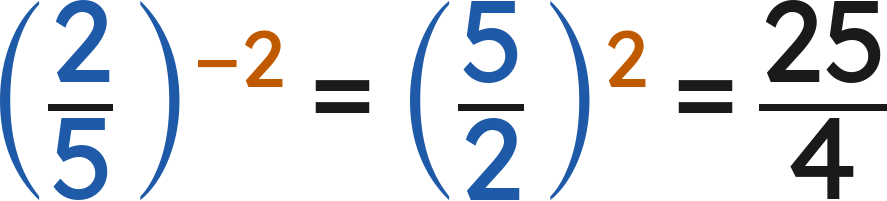 (2/5)^−2 = (5/2)^2 = 25/4